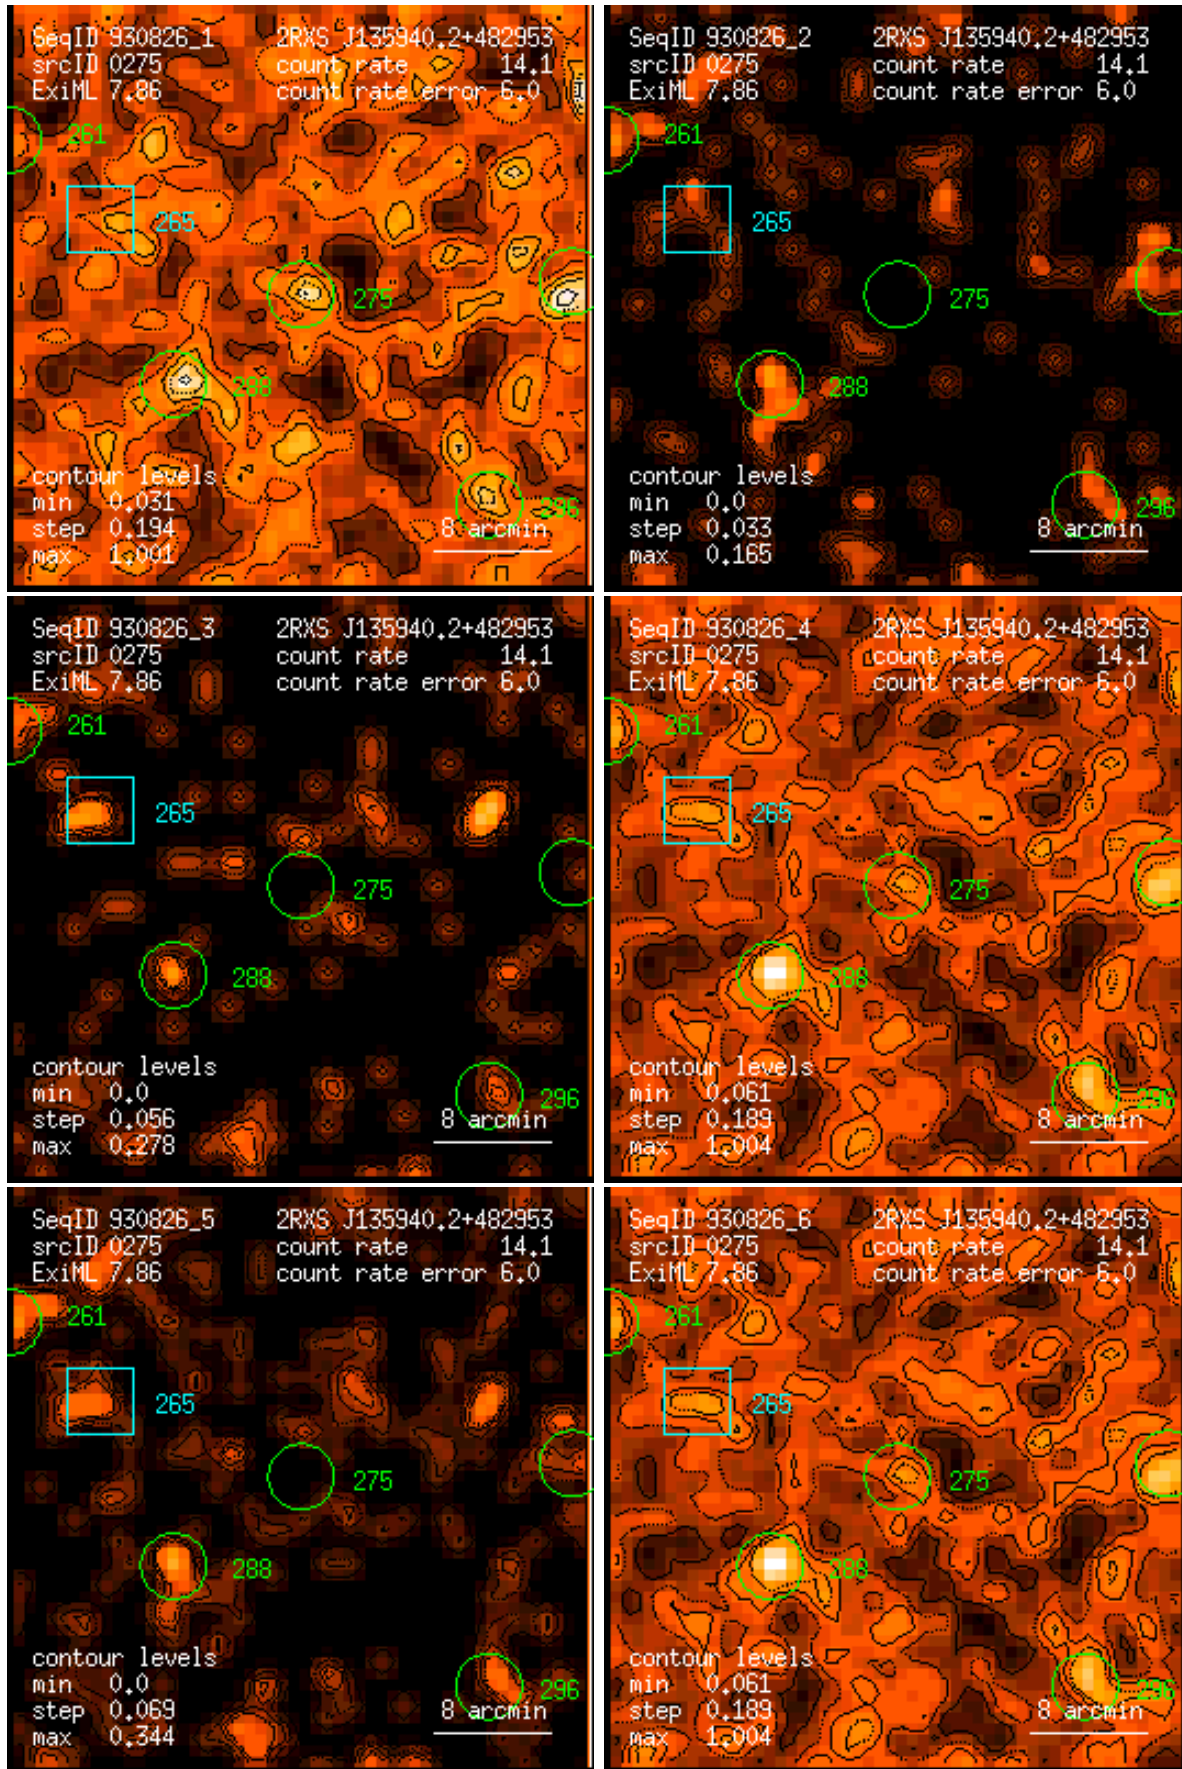 SeqID 930826_1 2RXS J135940.2+482953
srcID 0275 count rate 14.1
ExiML 7.86 count rate error 6.0
261
265
275
288
contour levels
min 0.031
296
step 0.194 8 arcmin
max 1.001
SeqID 930826_2 2RXS J135940.2+482953
srcID 0275 count rate 14.1
ExiML 7.86 count rate error 6.0
261
265
275
288
contour levels
min 0.0
296
step 0.033 8 arcmin
max 0.165
SeqID 930826_3 2RXS J135940.2+482953
srcID 0275 count rate 14.1
ExiML 7.86 count rate error 6.0
261
265
275
288
contour levels
min 0.0
296
step 0.056 8 arcmin
max 0.278
SeqID 930826_4 2RXS J135940.2+482953
srcID 0275 count rate 14.1
ExiML 7.86 count rate error 6.0
261
265
275
288
contour levels
min 0.061
296
step 0.189 8 arcmin
max 1.004
SeqID 930826_5 2RXS J135940.2+482953
srcID 0275 count rate 14.1
ExiML 7.86 count rate error 6.0
261
265
275
288
contour levels
min 0.0
296
step 0.069 8 arcmin
max 0.344
SeqID 930826_6 2RXS J135940.2+482953
srcID 0275 count rate 14.1
ExiML 7.86 count rate error 6.0
261
265
275
288
contour levels
min 0.061
296
step 0.189 8 arcmin
max 1.004